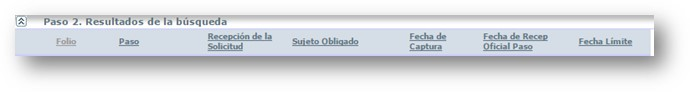 Paso 2. Resultados de la búsqueda
Folio Paso Recepción de la Solicitud Sujeto Obligado Fecha de Captura Fecha de Recep Oficial Paso Fecha Límite